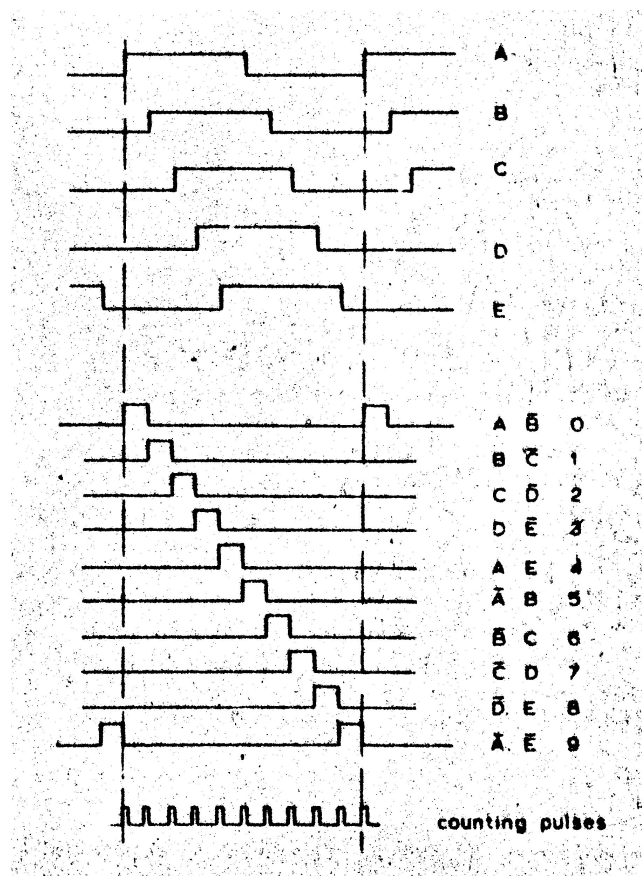 A
B
C
D
E
A B̄ 0
B C̄ 1
C D̄ 2
D Ē 3
A E 4
Ā B 5
B̄ C 6
C̄ D 7
D̄. E 8
Ā. Ē 9
counting pulses